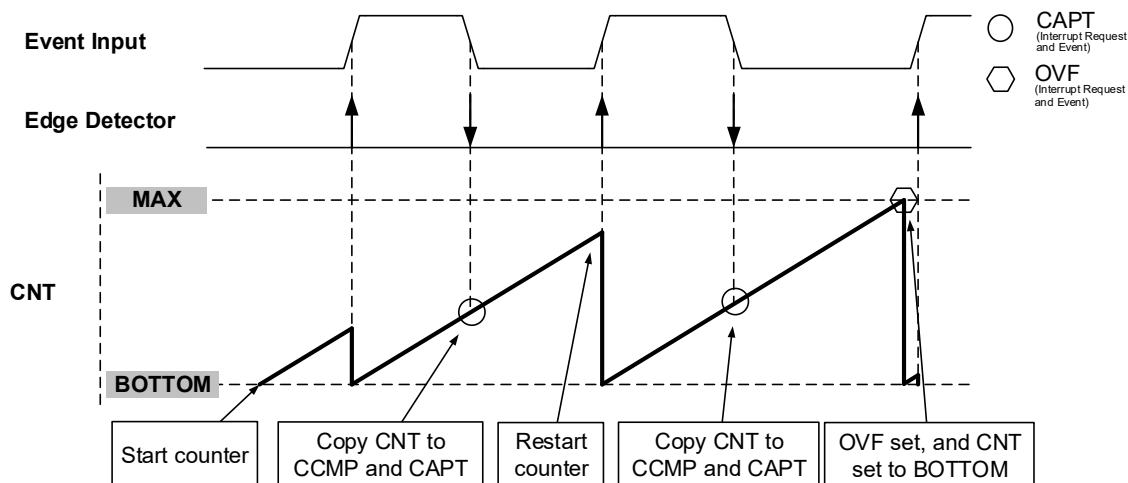 Event Input
CAPT
(Interrupt Request
and Event)
OVF
(Interrupt Request
and Event)
Edge Detector
MAX
CNT
BOTTOM
Start counter
Copy CNT to
CCMP and CAPT
Restart
counter
Copy CNT to
CCMP and CAPT
OVF set, and CNT
set to BOTTOM